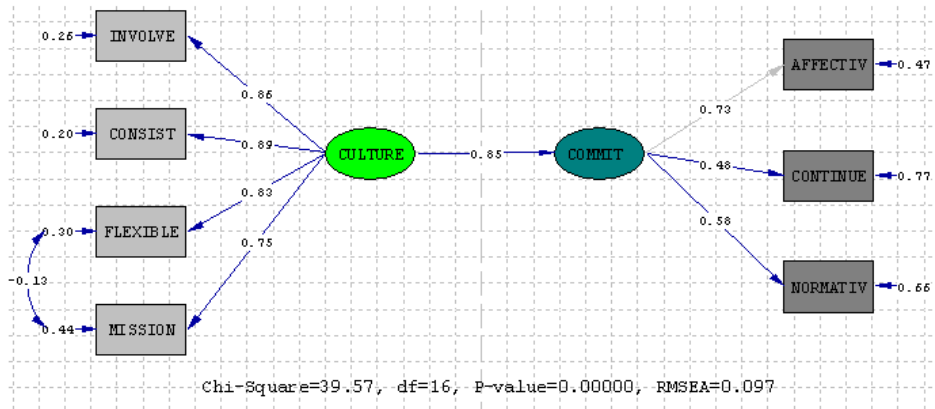 0.26 INVOLVE
0.86
0.20 CONSIST
0.89
CULTURE
0.83
0.30 FLEXIBLE
-0.13
0.75
0.44 MISSION
0.85
COMMIT
0.73
AFFECTIV 0.47
0.48
CONTINUE 0.77
0.58
NORMATIV 0.66
Chi-Square=39.57, df=16, P-value=0.00000, RMSEA=0.097